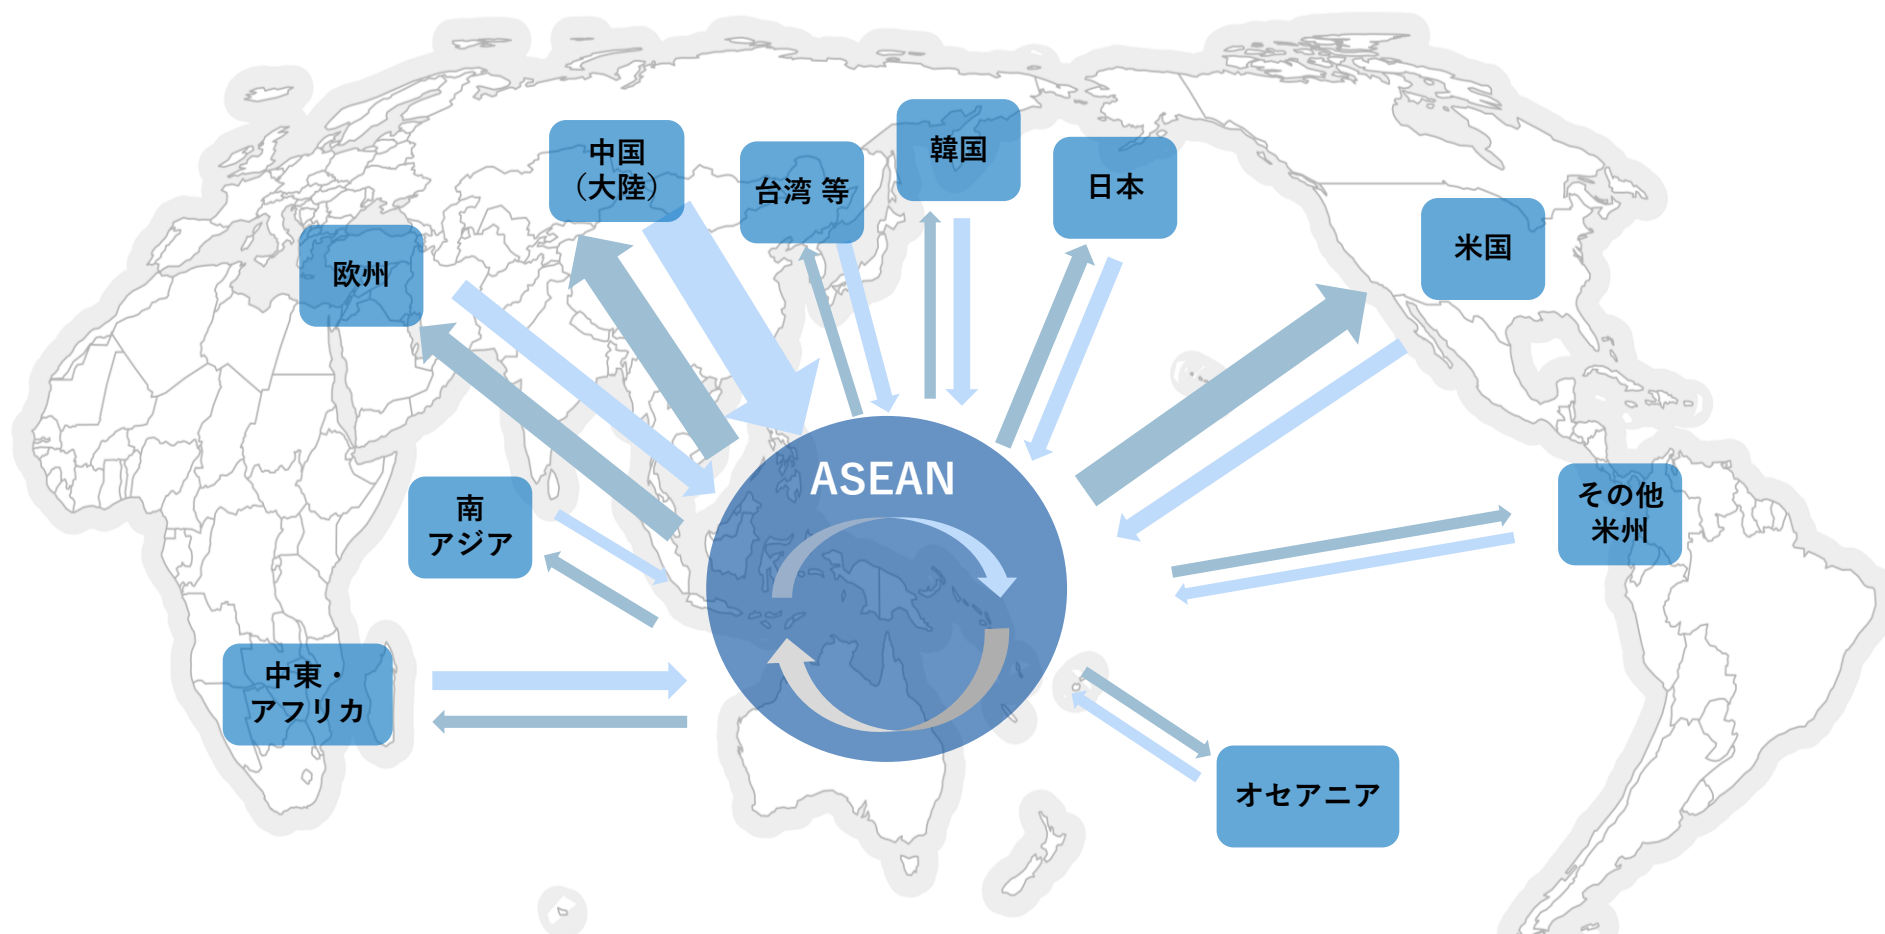 中国
（大陸）
台湾 等
韓国
日本
米国
欧州
ASEAN
南
アジア
その他
米州
中東・
アフリカ
オセアニア